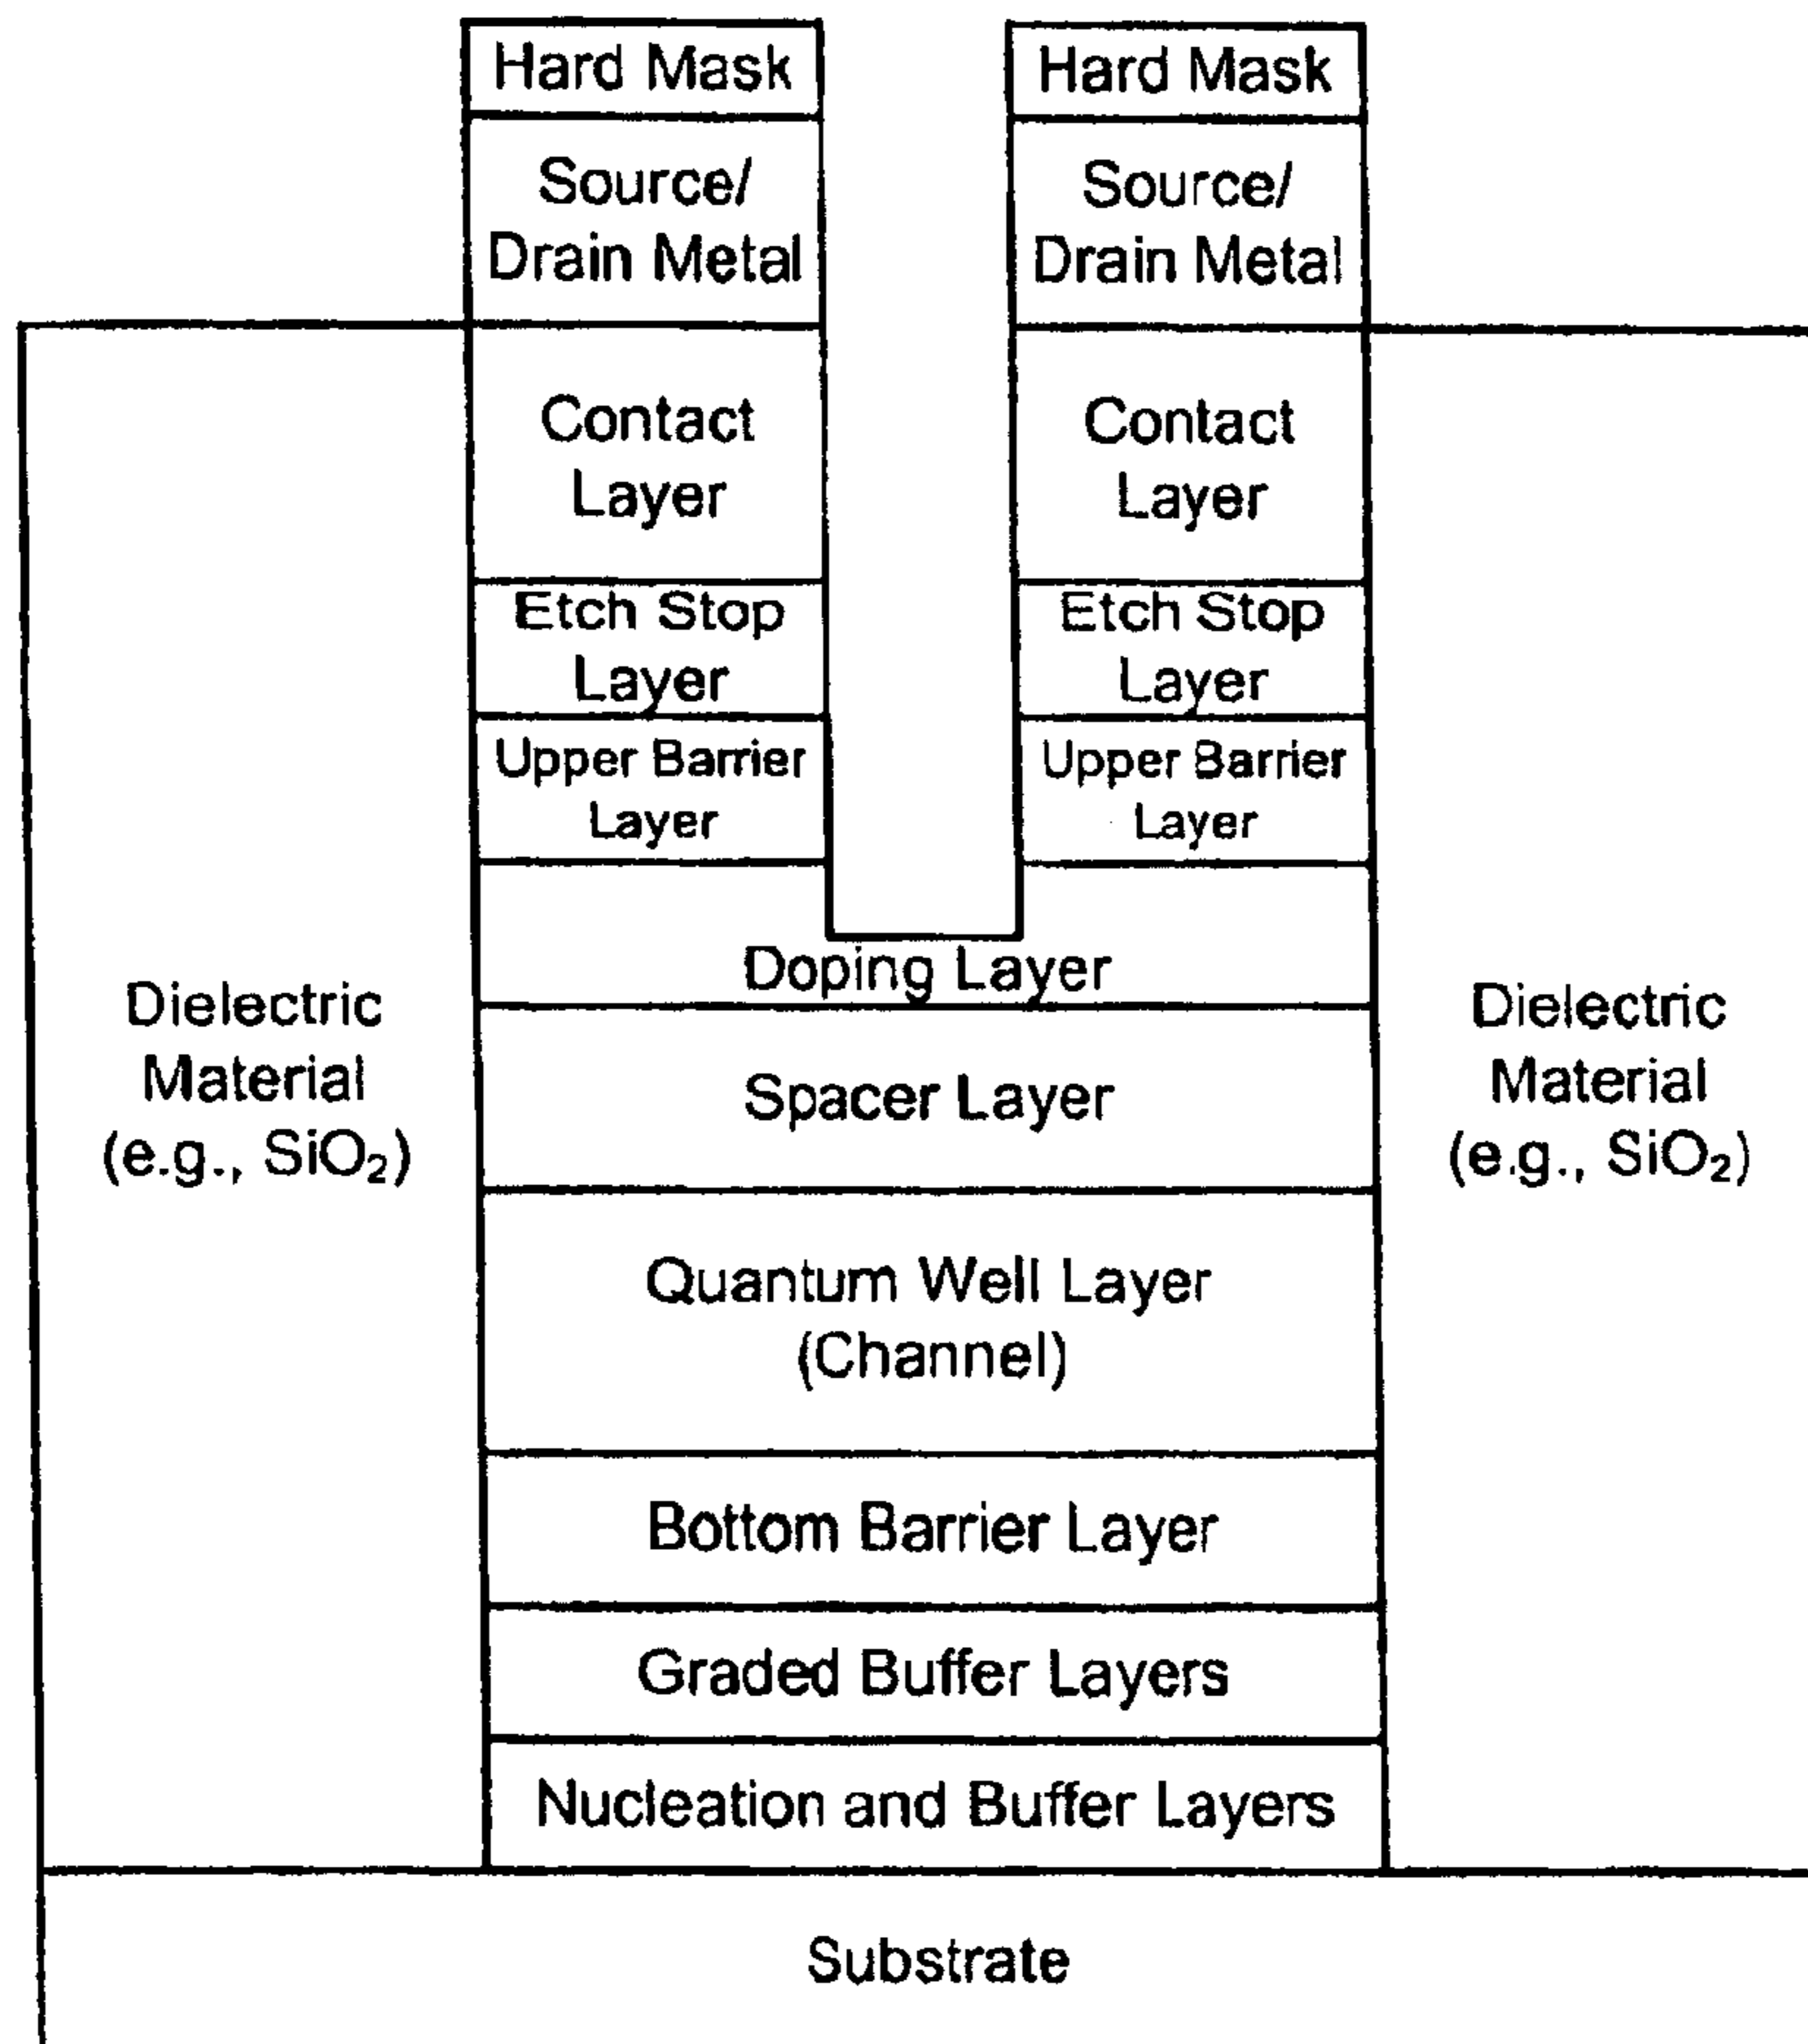 Hard Mask
Hard Mask
Source/
Drain Metal
Source/
Drain Metal
Contact
Layer
Contact
Layer
Etch Stop
Layer
Etch Stop
Layer
Upper Barrier
Layer
Upper Barrier
Layer
Doping Layer
Dielectric
Material
(e.g., SiO₂)
Dielectric
Material
(e.g., SiO₂)
Spacer Layer
Quantum Well Layer
(Channel)
Bottom Barrier Layer
Graded Buffer Layers
Nucleation and Buffer Layers
Substrate